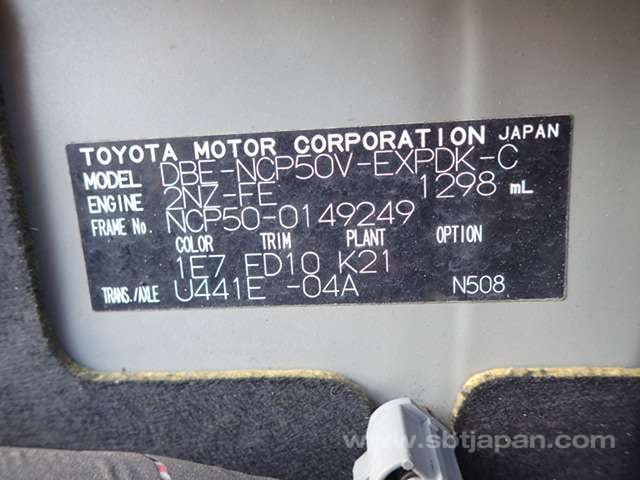 TOYOTA MOTOR CORPORATION JAPAN
MODEL DBE-NCP50V-EXPDK-C
ENGINE 2NZ-FE 1298 mL
FRAME No. NCP50-0149249
COLOR TRIM PLANT OPTION
1E7 FD10 K21
TRANS./AXLE U441E -04A N508
www.sbtjapan.com/